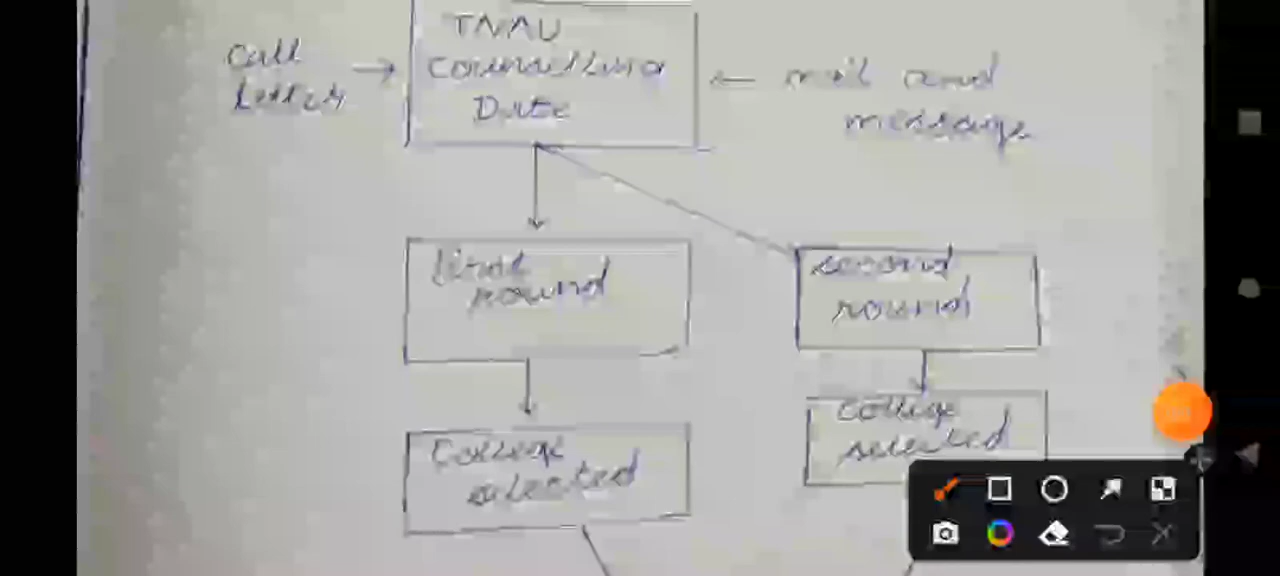 TNAU
Call
Counselling
letter
Date
mail and
message
first
round
second
round
College
selected
college
selected